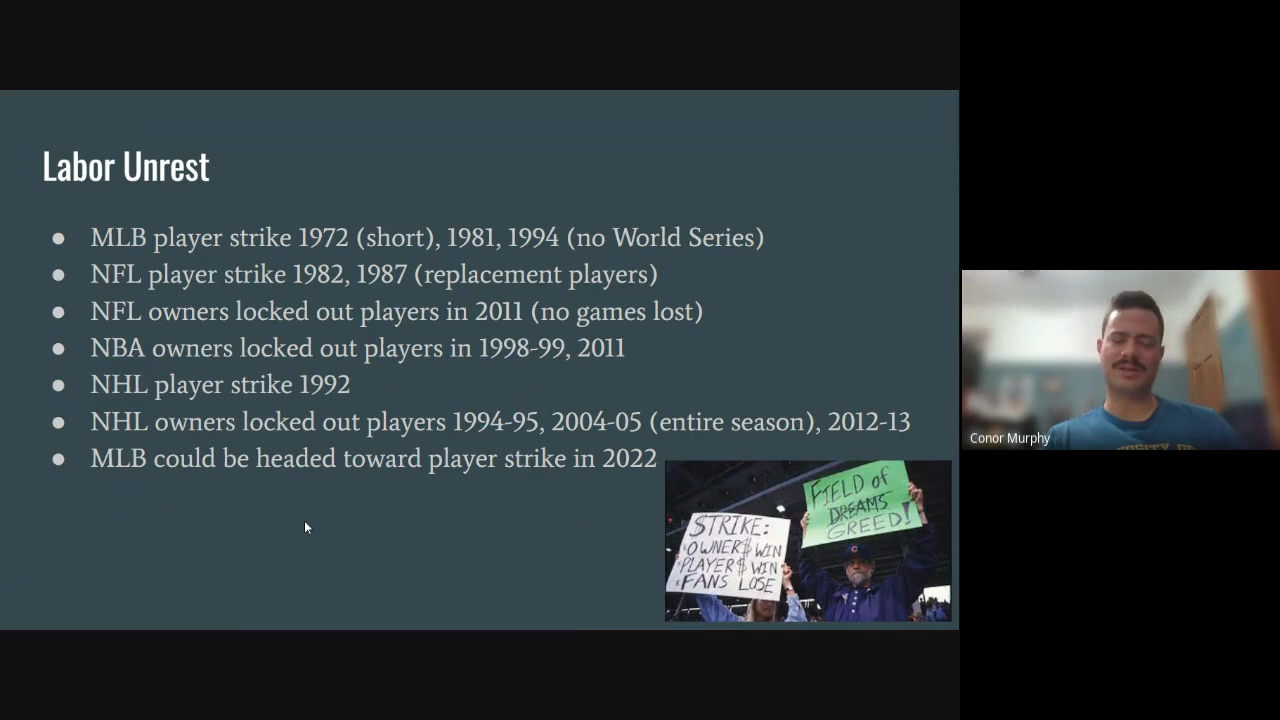 Labor Unrest
● MLB player strike 1972 (short), 1981, 1994 (no World Series)
● NFL player strike 1982, 1987 (replacement players)
● NFL owners locked out players in 2011 (no games lost)
● NBA owners locked out players in 1998-99, 2011
● NHL player strike 1992
● NHL owners locked out players 1994-95, 2004-05 (entire season), 2012-13
● MLB could be headed toward player strike in 2022
FIELD of
DREAMS
GREED!
$TRIKE:
OWNER$ WIN
PLAYER$ WIN
FANS LOSE
C
Conor Murphy